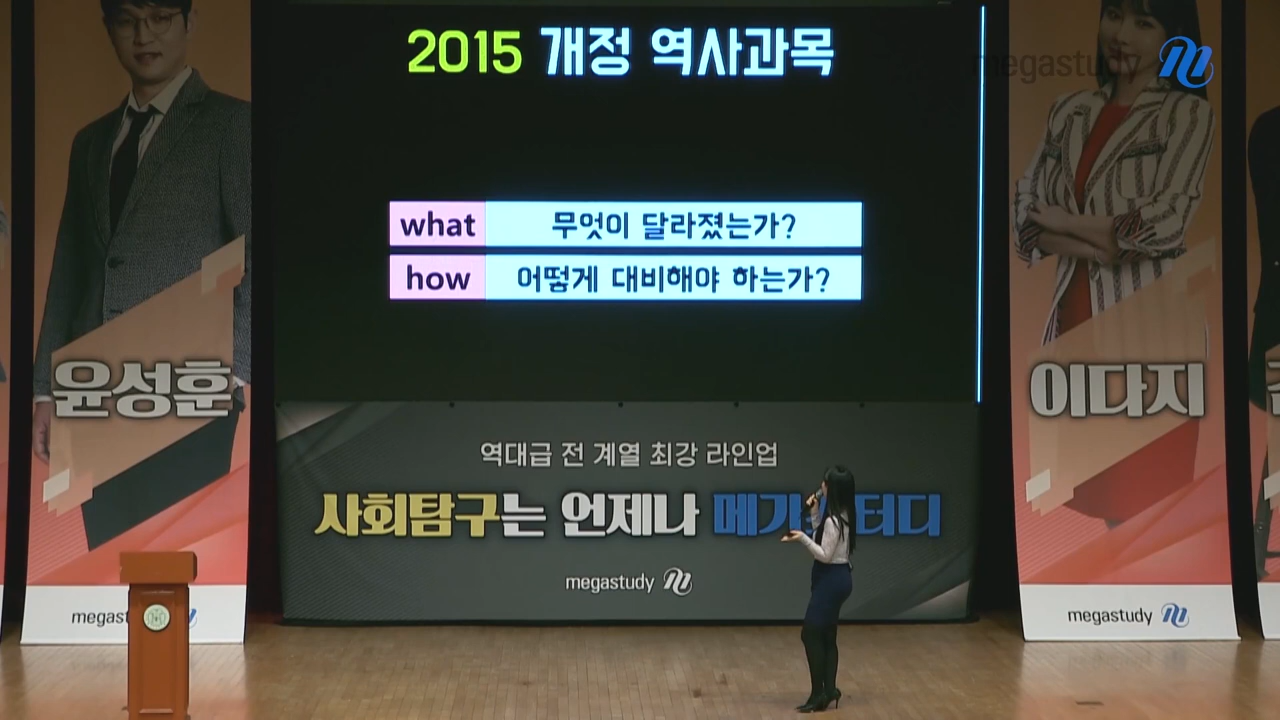 2015 개정 역사과목
megastudy
what 무엇이 달라졌는가?
how 어떻게 대비해야 하는가?
윤성훈
이다지
역대급 전 계열 최강 라인업
사회탐구는 언제나 메가 터디
megastudy
megast
megastudy